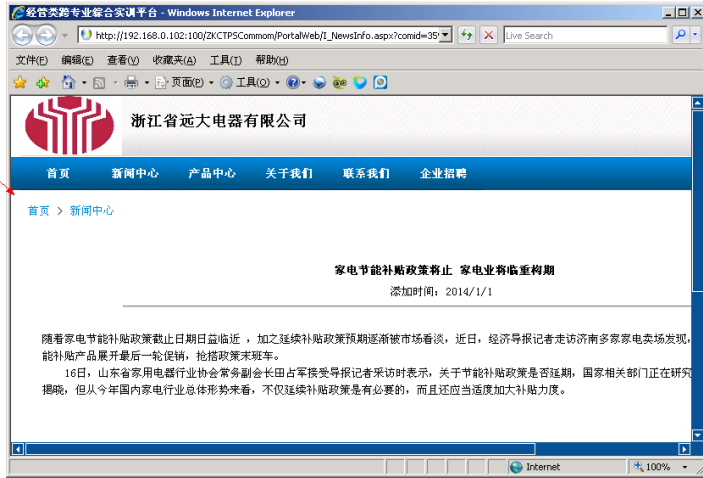 经管类跨专业综合实训平台 - Windows Internet Explorer
http://192.168.0.102:100/ZKCTPSCommom/PortalWeb/I_NewsInfo.aspx?comid=35
Live Search
文件(F) 编辑(E) 查看(V) 收藏夹(A) 工具(T) 帮助(H)
页面(P) 工具(O)
浙江省远大电器有限公司
首页 新闻中心 产品中心 关于我们 联系我们 企业招聘
首页 > 新闻中心
家电节能补贴政策将止 家电业将临重构期
添加时间：2014/1/1
随着家电节能补贴政策截止日期日益临近 ，加之延续补贴政策预期逐渐被市场看淡，近日，经济导报记者走访济南多家家电卖场发现，
能补贴产品展开最后一轮促销，抢搭政策末班车。
16日，山东省家用电器行业协会常务副会长田占军接受导报记者采访时表示，关于节能补贴政策是否延期，国家相关部门正在研究
揭晓，但从今年国内家电行业总体形势来看，不仅延续补贴政策是有必要的，而且还应当适度加大补贴力度。
Internet
100%